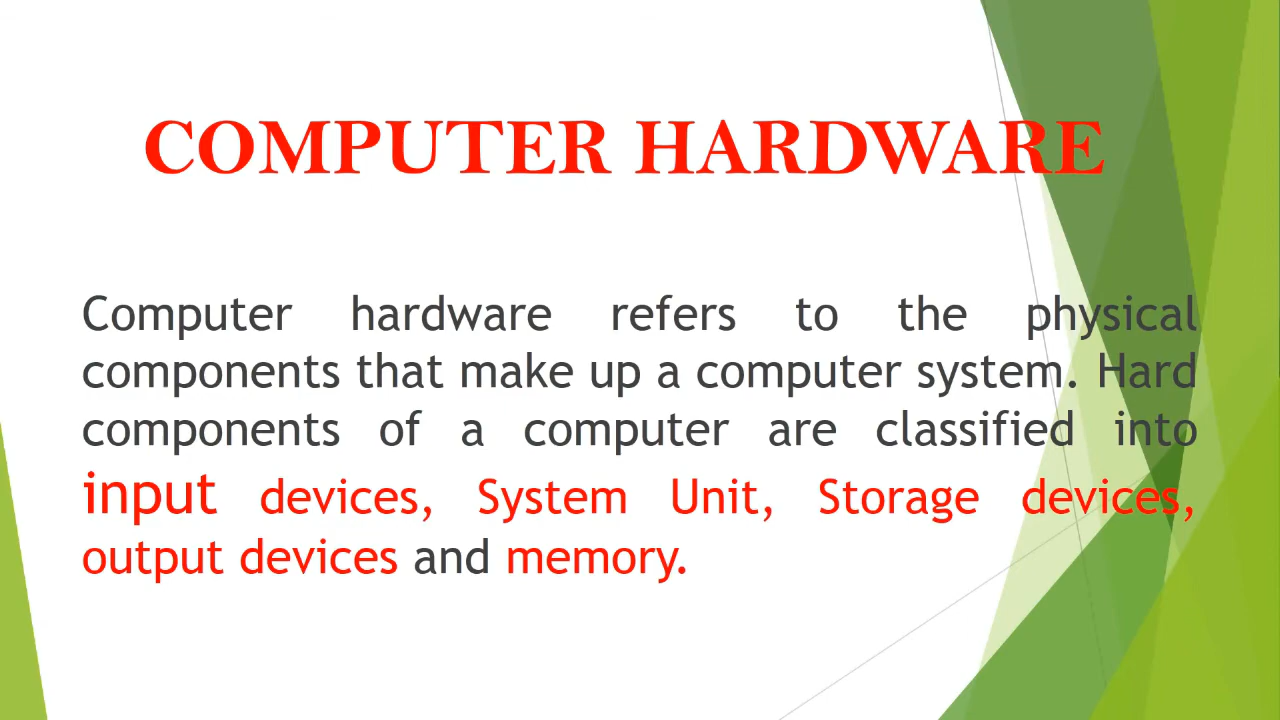 COMPUTER HARDWARE
Computer hardware refers to the physical
components that make up a computer system. Hard
components of a computer are classified into
input devices, System Unit, Storage devices,
output devices and memory.